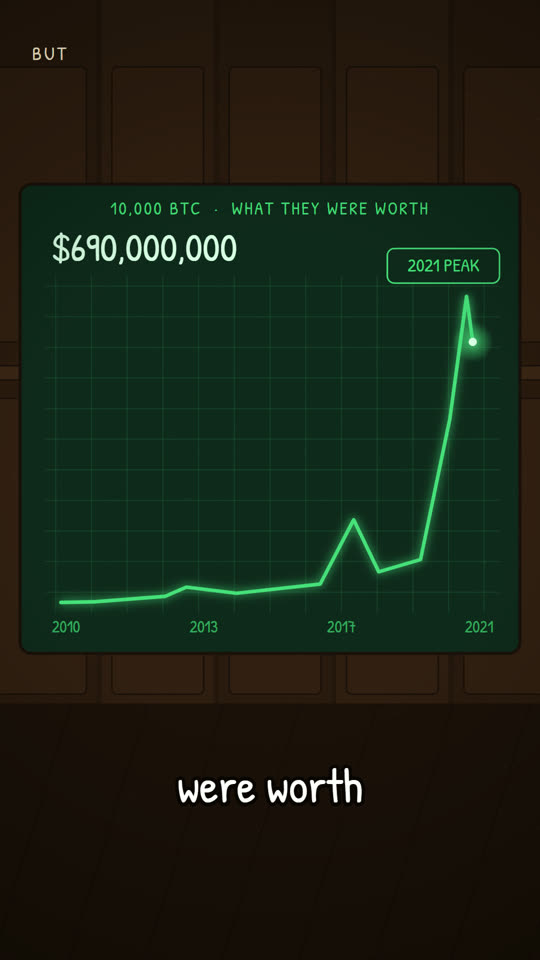 BUT
10,000 BTC · WHAT THEY WERE WORTH
$690,000,000
2021 PEAK
2010 2013 2017 2021
were worth